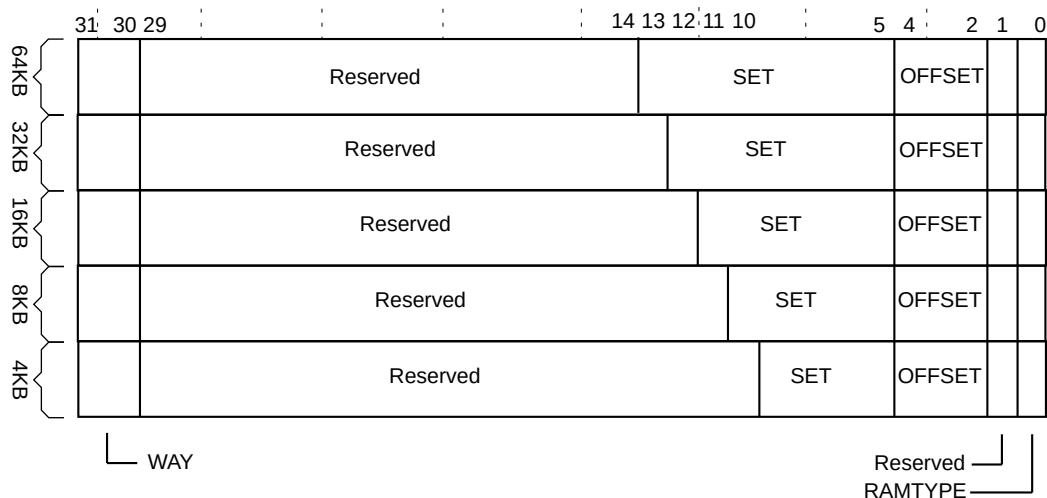 31 30 29 14 13 12 11 10 5 4 2 1 0
64KB Reserved SET OFFSET
32KB Reserved SET OFFSET
16KB Reserved SET OFFSET
8KB Reserved SET OFFSET
4KB Reserved SET OFFSET
WAY
Reserved
RAMTYPE